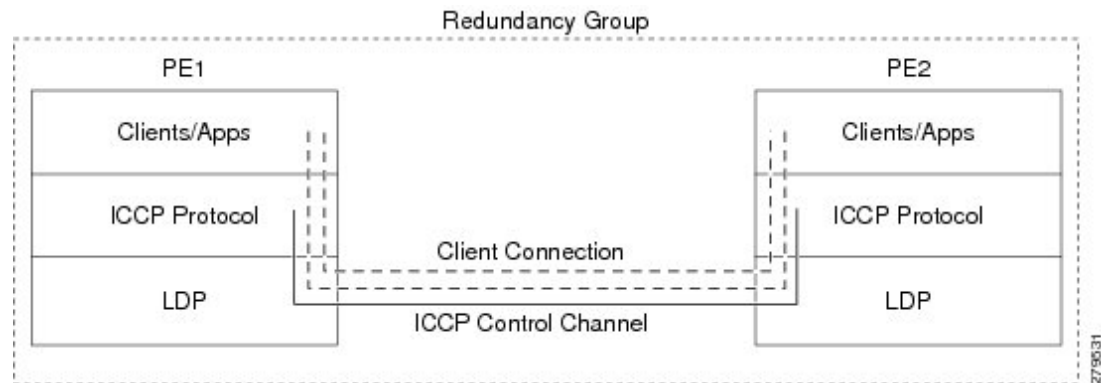 Redundancy Group
PE1
PE2
Clients/Apps
Clients/Apps
ICCP Protocol
ICCP Protocol
Client Connection
LDP
LDP
ICCP Control Channel
279531